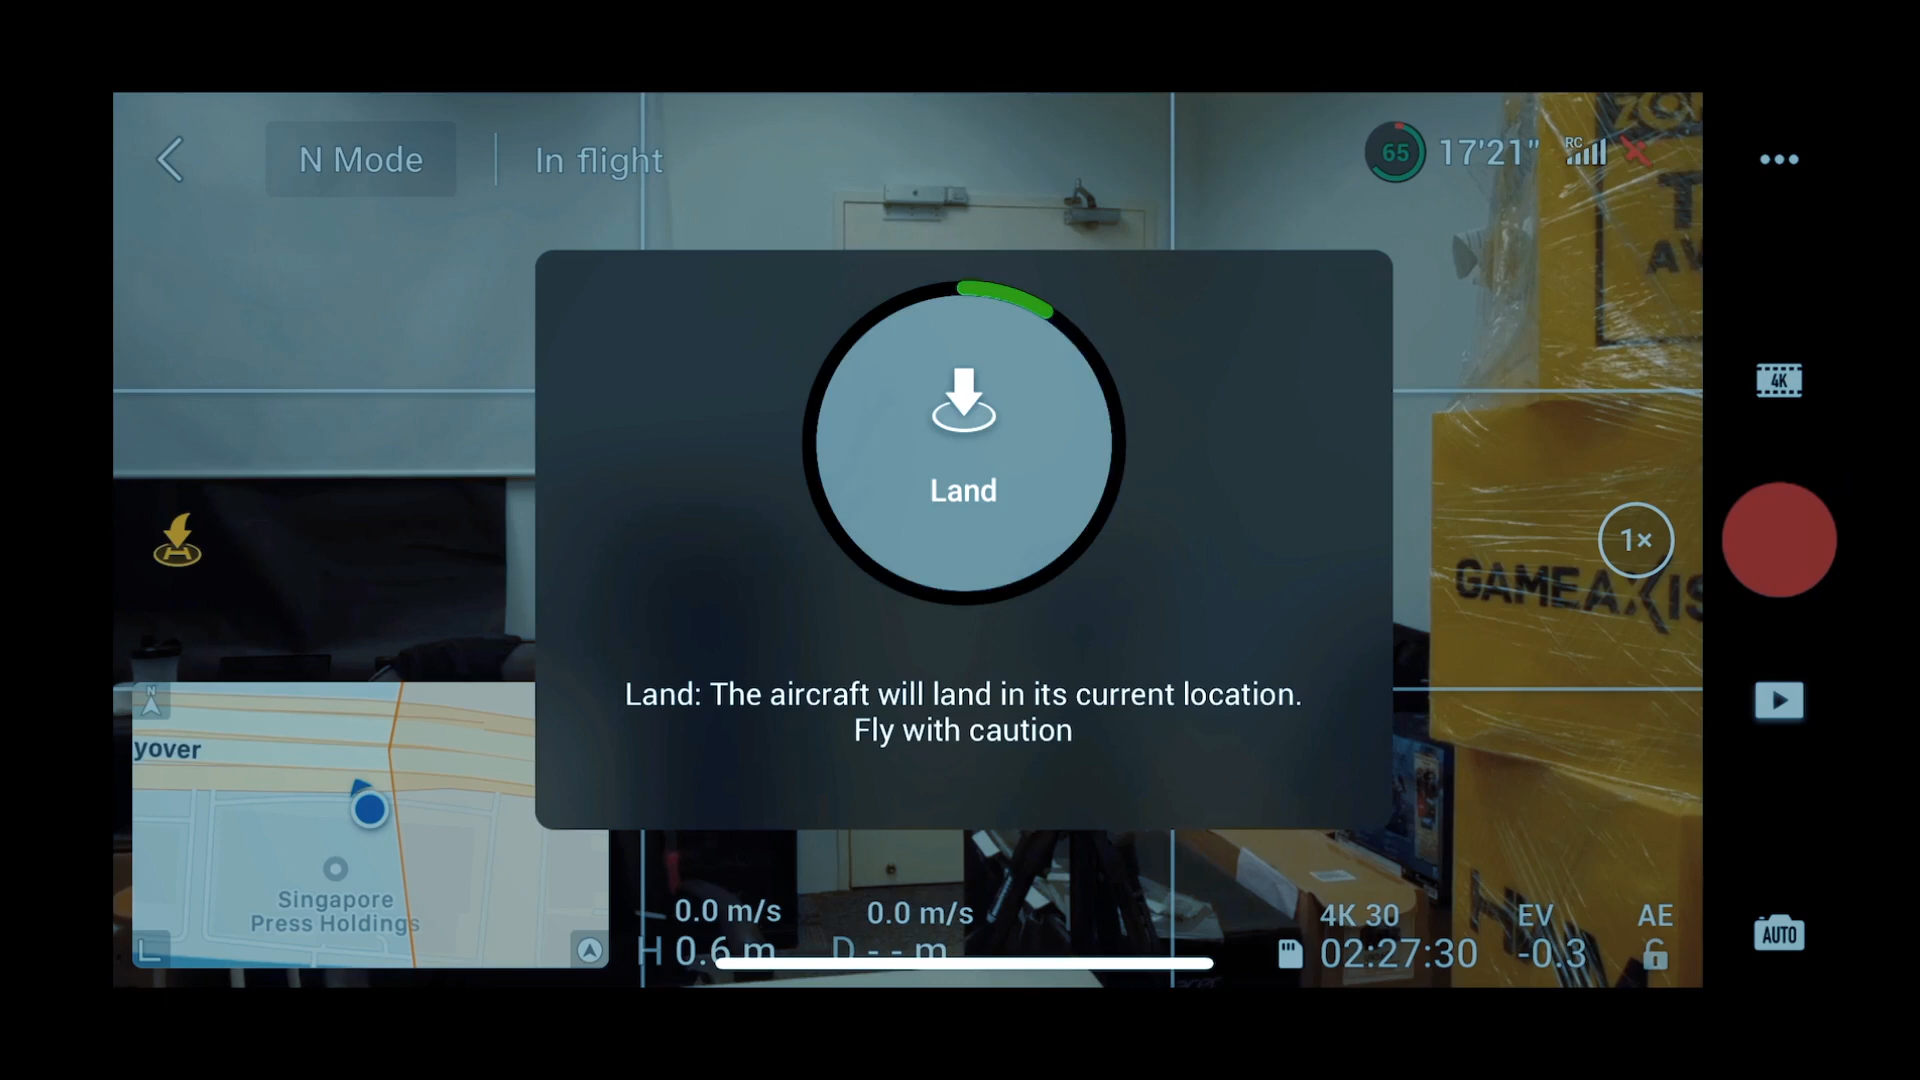 N Mode
In flight
65
17'21"
RC
4K
Land
1×
GAMEAXIS
Land: The aircraft will land in its current location.
Fly with caution
N
yover
Singapore
Press Holdings
0.0 m/s
0.0 m/s
H 0.6 m
D - - m
4K 30
02:27:30
EV
-0.3
AE
AUTO